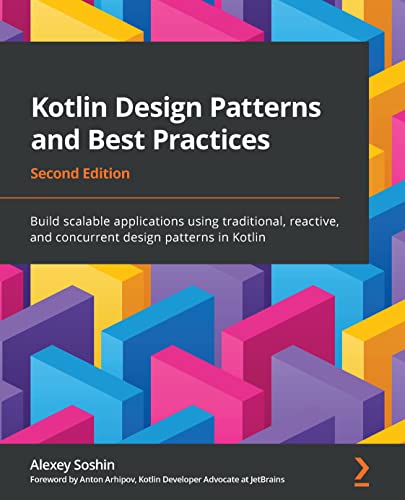 Kotlin Design Patterns
and Best Practices
Second Edition
Build scalable applications using traditional, reactive,
and concurrent design patterns in Kotlin
Alexey Soshin
Foreword by Anton Arhipov, Kotlin Developer Advocate at JetBrains